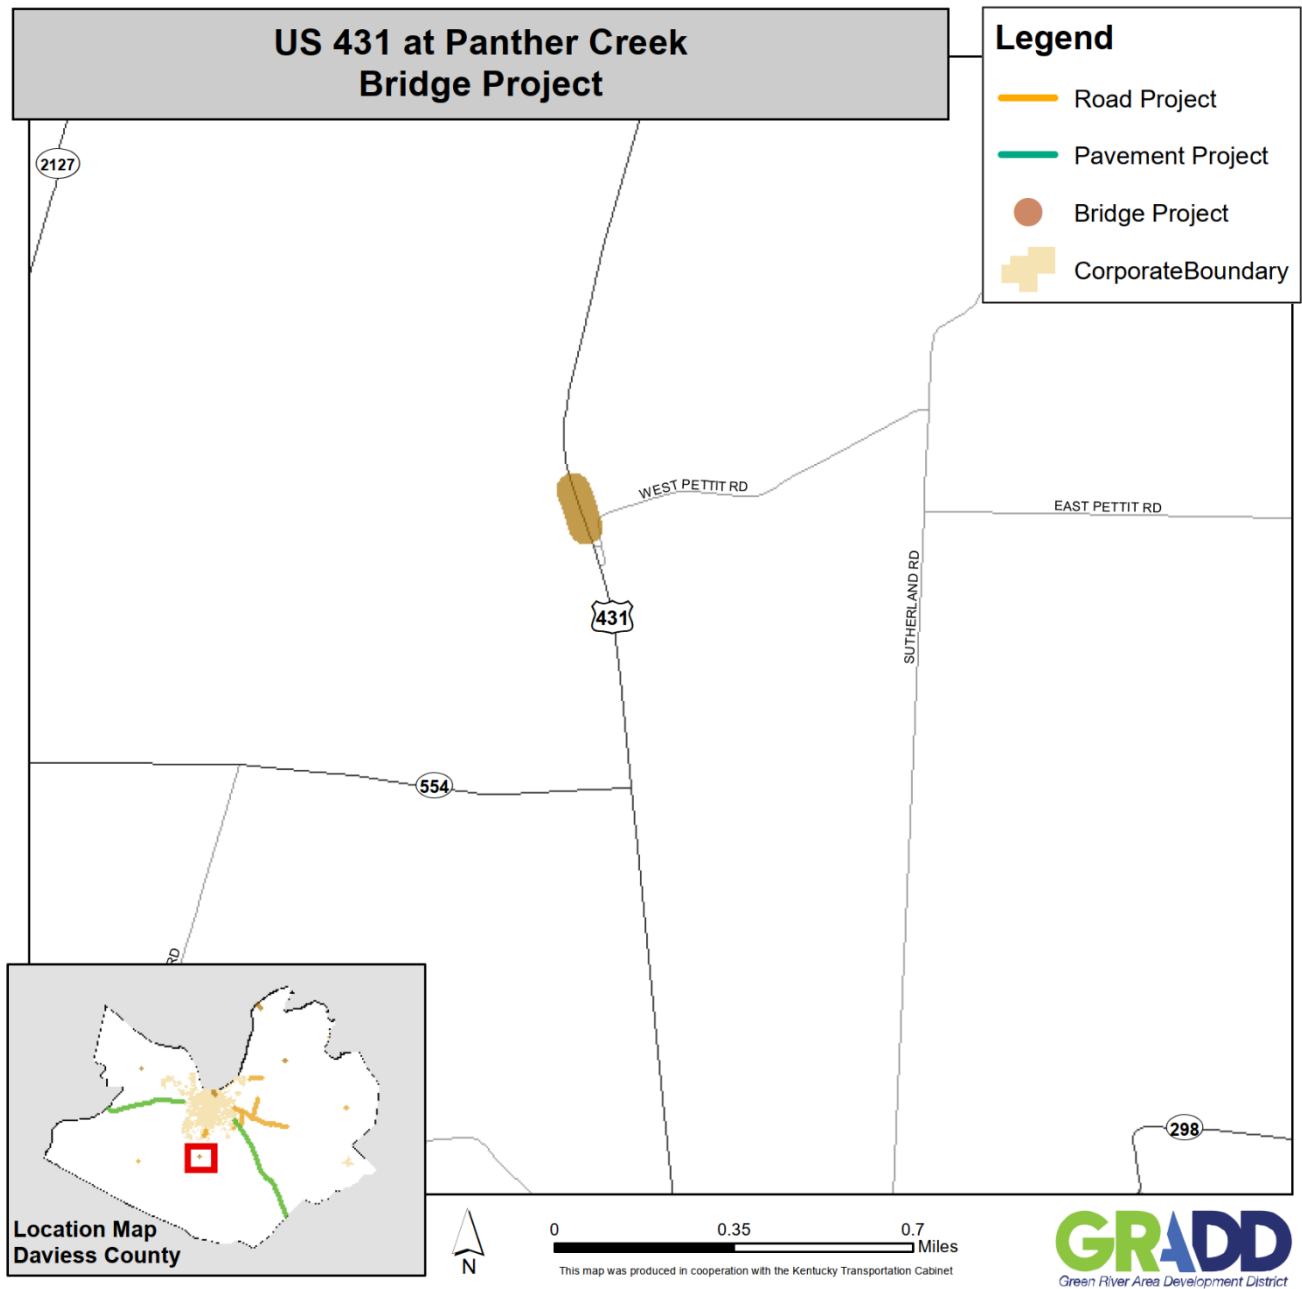 US 431 at Panther Creek
Bridge Project
Legend
Road Project
Pavement Project
Bridge Project
CorporateBoundary
2127
WEST PETTIT RD
EAST PETTIT RD
SUTHERLAND RD
431
554
RD
298
Location Map
Daviess County
N
0 0.35 0.7
Miles
This map was produced in cooperation with the Kentucky Transportation Cabinet
GRADD
Green River Area Development District